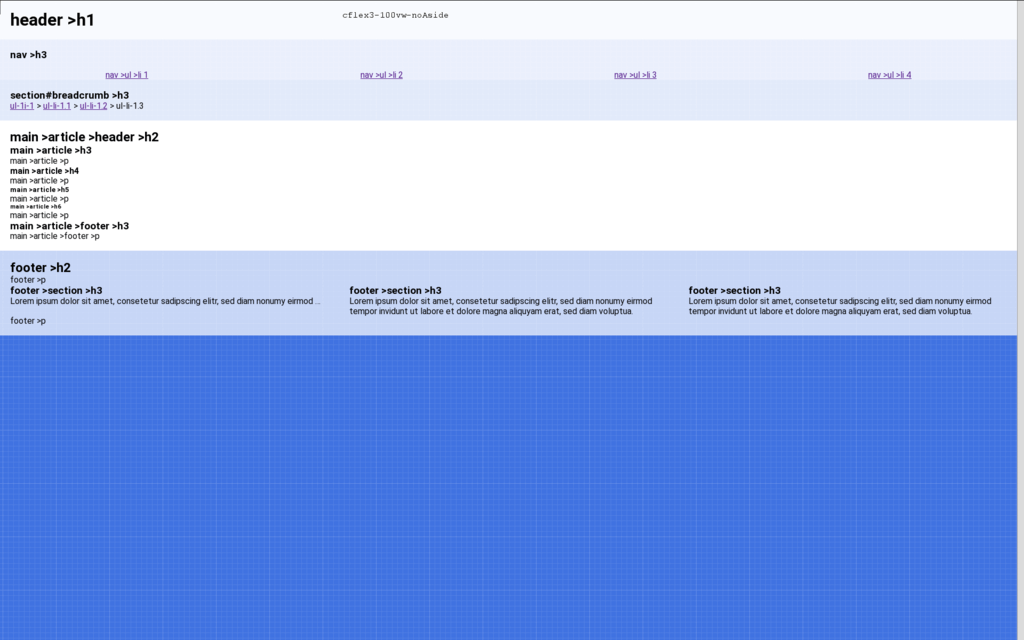 header >h1
cflex3-100vw-noAside
nav >h3
nav >ul >li 1
nav >ul >li 2
nav >ul >li 3
nav >ul >li 4
section#breadcrumb >h3
ul-1i-1 > ul-li-1.1 > ul-li-1.2 > ul-li-1.3
main >article >header >h2
main >article >h3
main >article >p
main >article >h4
main >article >p
main >article >h5
main >article >p
main >article >h6
main >article >p
main >article >footer >h3
main >article >footer >p
footer >h2
footer >p
footer >section >h3
Lorem ipsum dolor sit amet, consetetur sadipscing elitr, sed diam nonumy eirmod ...
footer >section >h3
Lorem ipsum dolor sit amet, consetetur sadipscing elitr, sed diam nonumy eirmod
tempor invidunt ut labore et dolore magna aliquyam erat, sed diam voluptua.
footer >section >h3
Lorem ipsum dolor sit amet, consetetur sadipscing elitr, sed diam nonumy eirmod
tempor invidunt ut labore et dolore magna aliquyam erat, sed diam voluptua.
footer >p